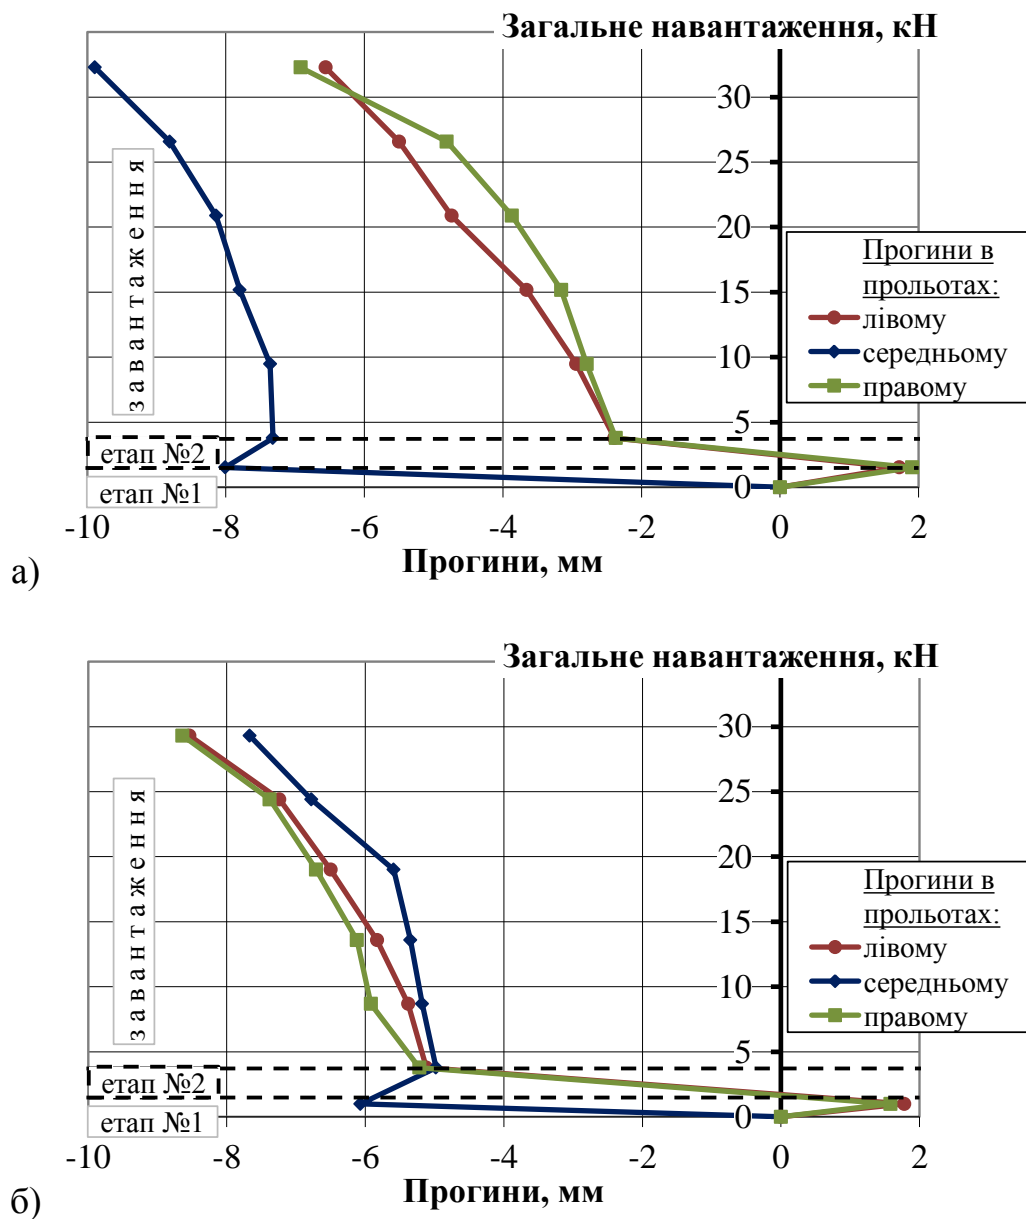 Загальне навантаження, кН
30
25
20
15
10
5
0
завантаження
етап №2
етап №1
Прогини в
прольотах:
лівому
середньому
правому
-10 -8 -6 -4 -2 0 2
Прогини, мм
а)
Загальне навантаження, кН
30
25
20
15
10
5
0
завантаження
етап №2
етап №1
Прогини в
прольотах:
лівому
середньому
правому
-10 -8 -6 -4 -2 0 2
Прогини, мм
б)